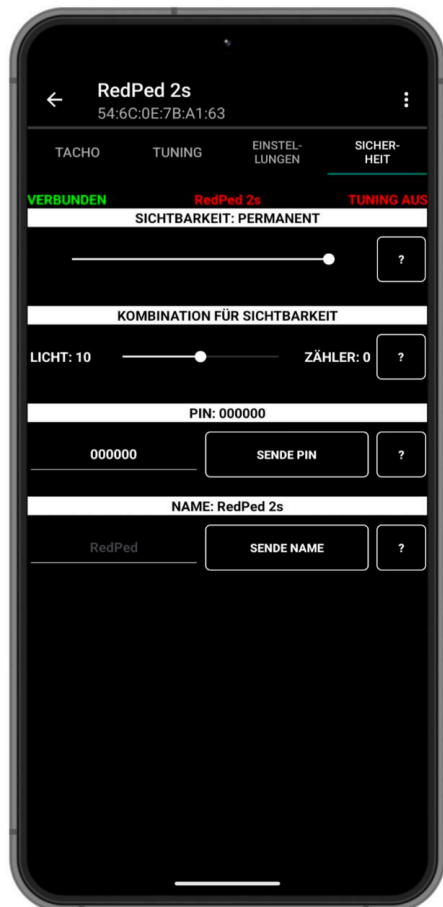 RedPed 2s
54:6C:0E:7B:A1:63
TACHO TUNING EINSTEL-
LUNGEN SICHER-
HEIT
VERBUNDEN RedPed 2s TUNING AUS
SICHTBARKEIT: PERMANENT
?
KOMBINATION FÜR SICHTBARKEIT
LICHT: 10 ZÄHLER: 0 ?
PIN: 000000
000000 SENDE PIN ?
NAME: RedPed 2s
RedPed SENDE NAME ?